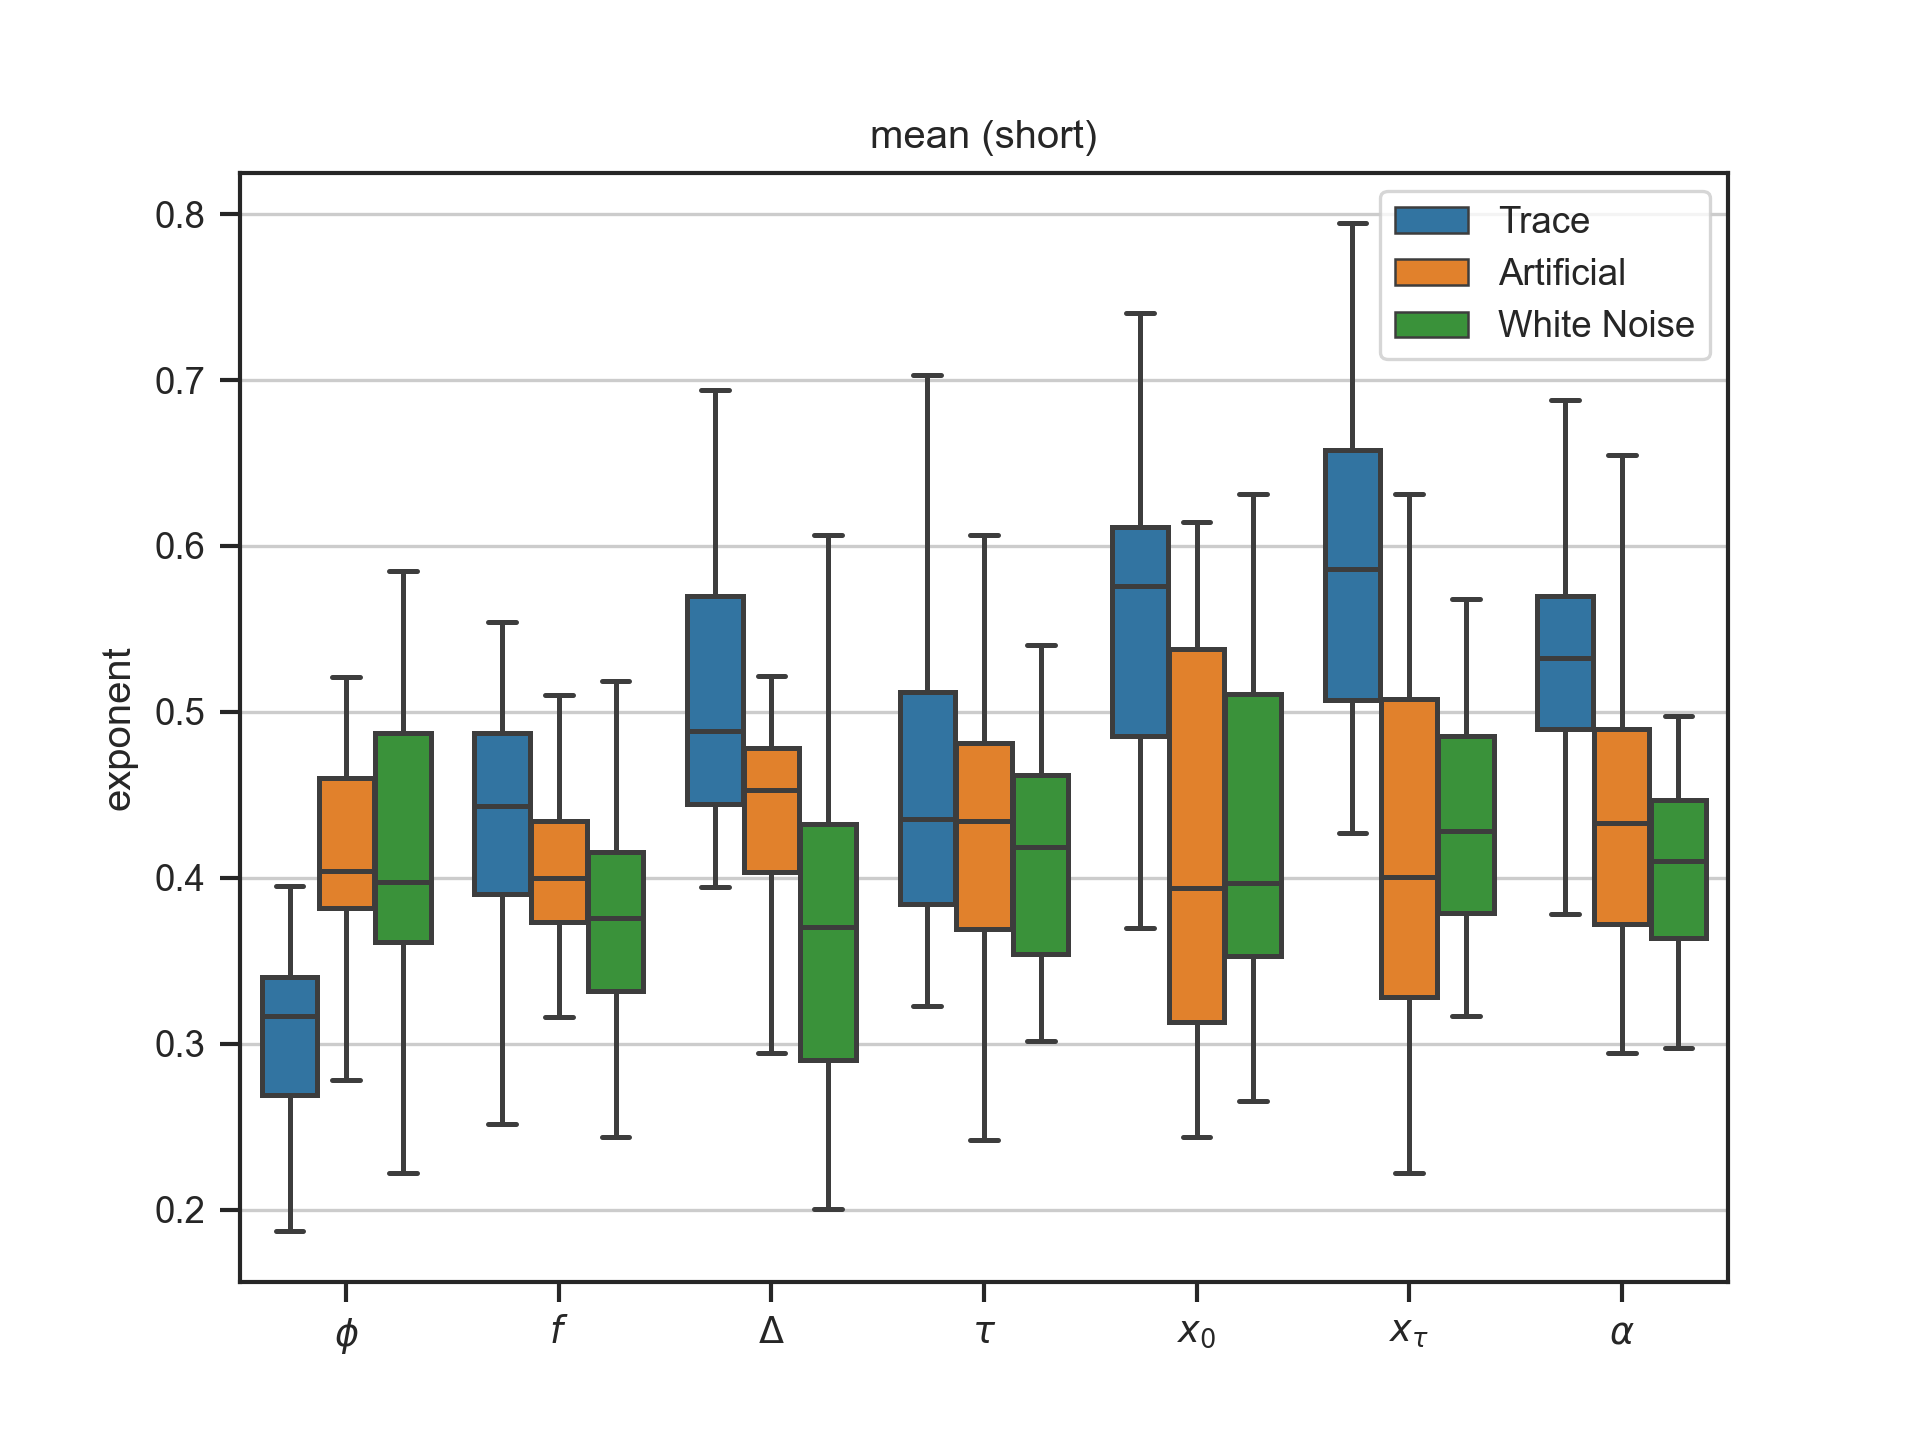 mean (short)
exponent
0.8
0.7
0.6
0.5
0.4
0.3
0.2
Trace
Artificial
White Noise
ϕ f Δ τ x₀ x_τ α